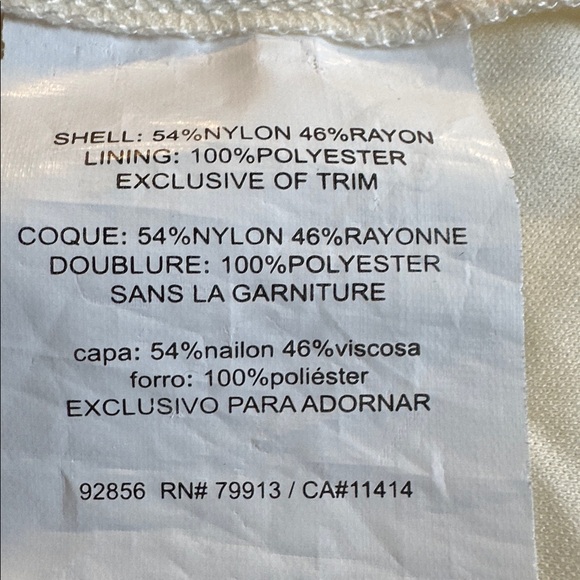 SHELL: 54%NYLON 46%RAYON
LINING: 100%POLYESTER
EXCLUSIVE OF TRIM
COQUE: 54%NYLON 46%RAYONNE
DOUBLURE: 100%POLYESTER
SANS LA GARNITURE
capa: 54%nailon 46%viscosa
forro: 100%poliéster
EXCLUSIVO PARA ADORNAR
92856 RN# 79913 / CA#11414